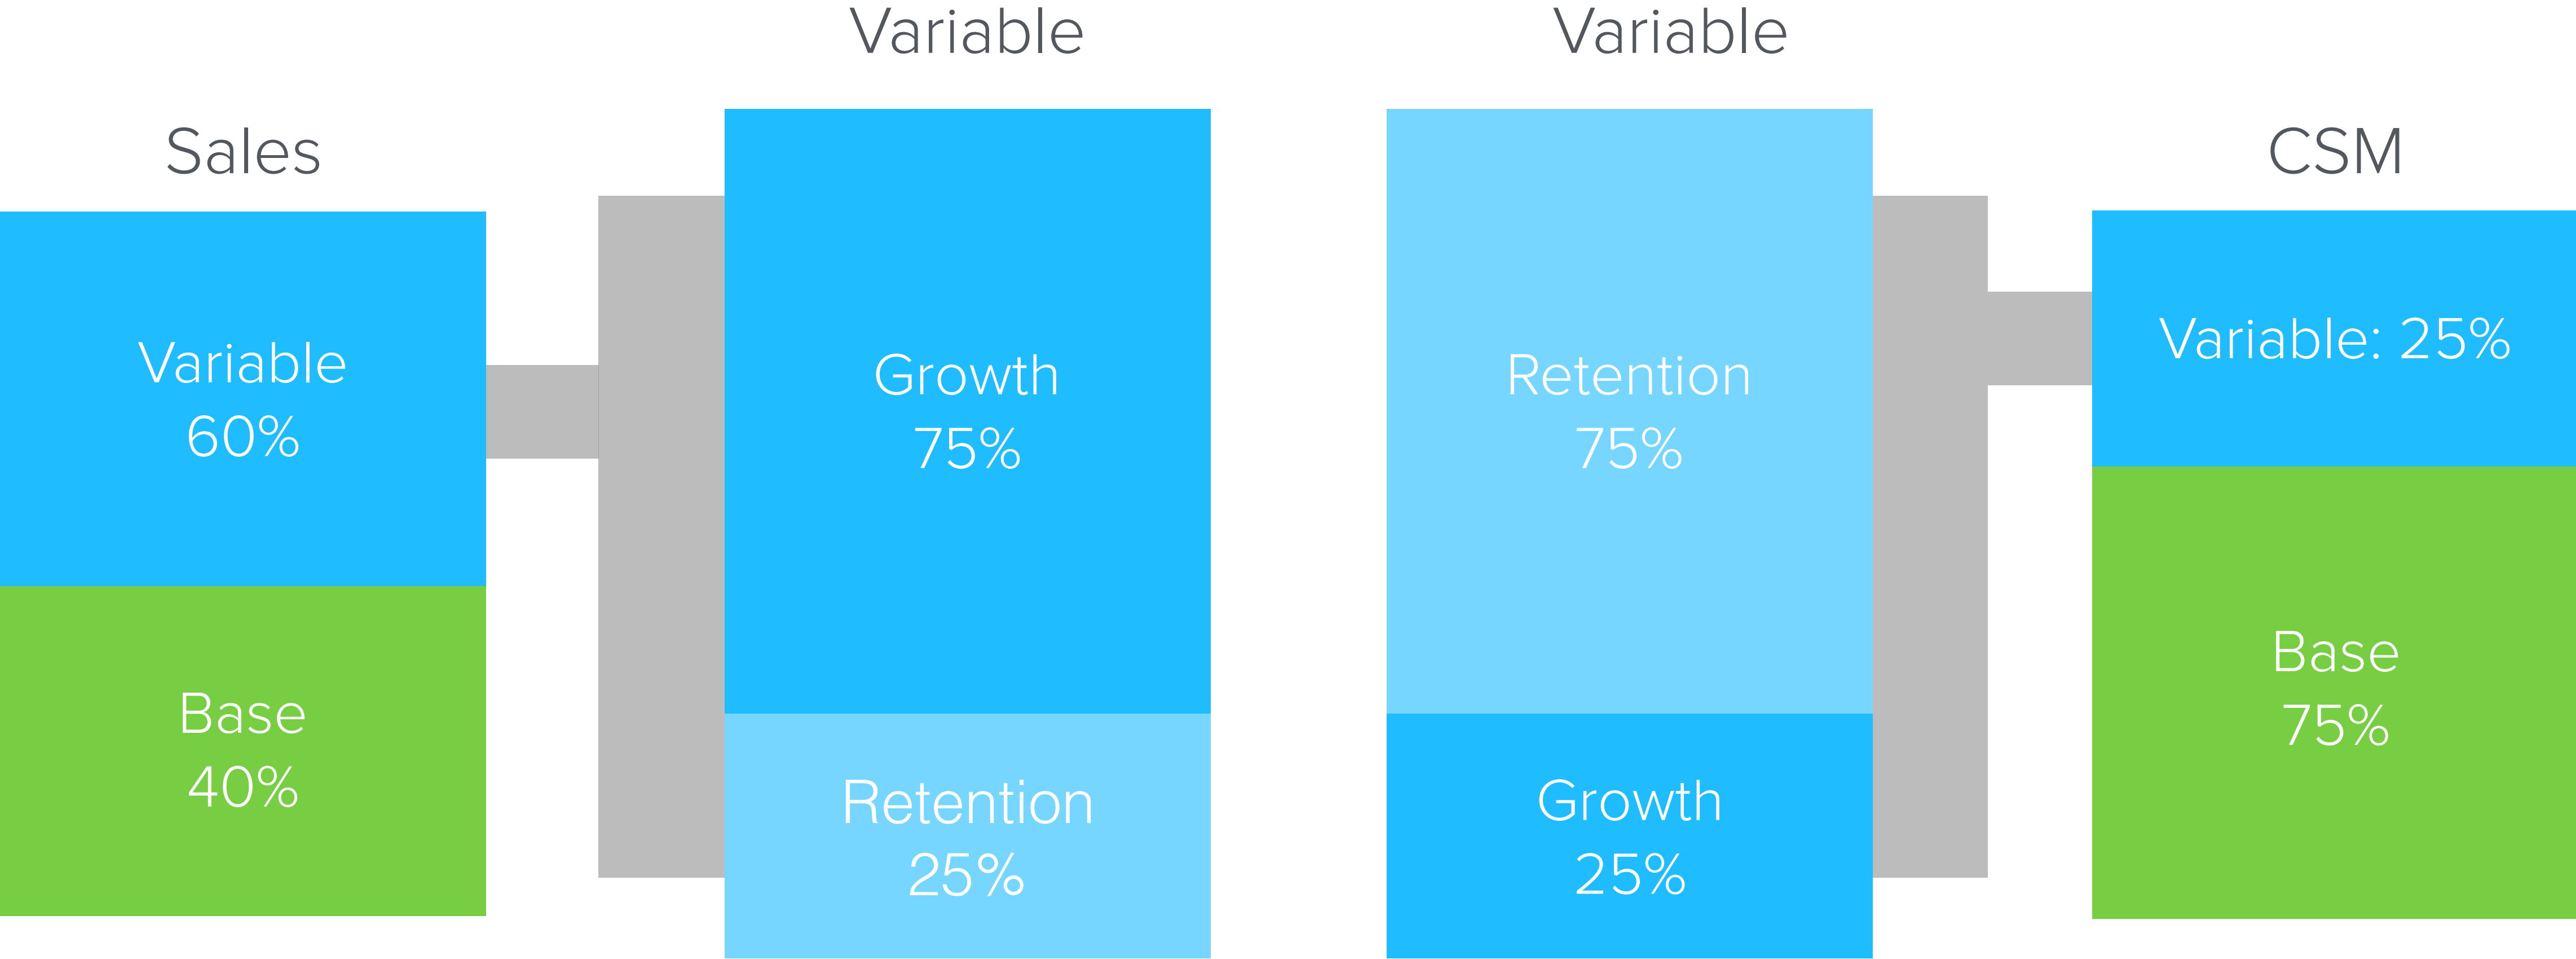 Sales
Variable
60%
Base
40%
Variable
Growth
75%
Retention
25%
Variable
Retention
75%
Growth
25%
CSM
Variable: 25%
Base
75%